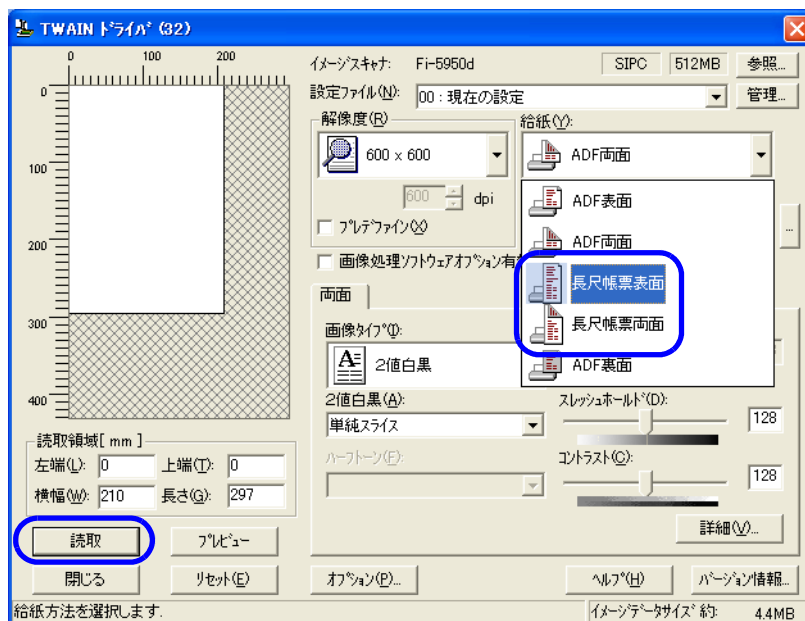 TWAIN ﾄﾞﾗｲﾊﾞ (32)
0 100 200
0
100
200
300
400
ｲﾒｰｼﾞｽｷｬﾅ: Fi-5950d SIPC 512MB 参照...
設定ﾌｧｲﾙ(N): 00 : 現在の設定 管理...
解像度(R)
600 × 600
600 dpi
ﾌﾟﾚﾃﾞﾌｧｲﾝ(X)
給紙(Y):
ADF両面
ADF表面
ADF両面
長尺帳票表面
長尺帳票両面
ADF裏面
...
画像処理ｿﾌﾄｳｪｱｵﾌﾟｼｮﾝ有
両面
画像ﾀｲﾌﾟ(I):
2値白黒
2値白黒(A):
単純ｽﾗｲｽ
ﾊｰﾌﾄｰﾝ(F):
ｽﾚｯｼｭﾎｰﾙﾄﾞ(D):
128
ｺﾝﾄﾗｽﾄ(C):
128
詳細(V)...
読取領域[ mm ]
左端(L): 0 上端(T): 0
横幅(W): 210 長さ(G): 297
読取 ﾌﾟﾚﾋﾞｭｰ
閉じる ﾘｾｯﾄ(E) ｵﾌﾟｼｮﾝ(P)... ﾍﾙﾌﾟ(H) ﾊﾞｰｼﾞｮﾝ情報...
給紙方法を選択します. ｲﾒｰｼﾞﾃﾞｰﾀｻｲｽﾞ約: 4.4MB